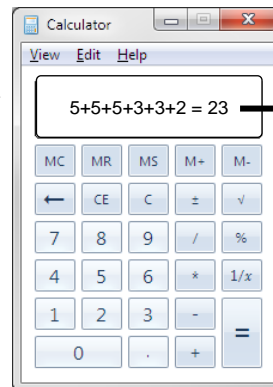 Calculator
View Edit Help
5+5+5+3+3+2 = 23
MC MR MS M+ M-
← CE C ± √
7 8 9 / %
4 5 6 * 1/x
1 2 3 - =
0 . +